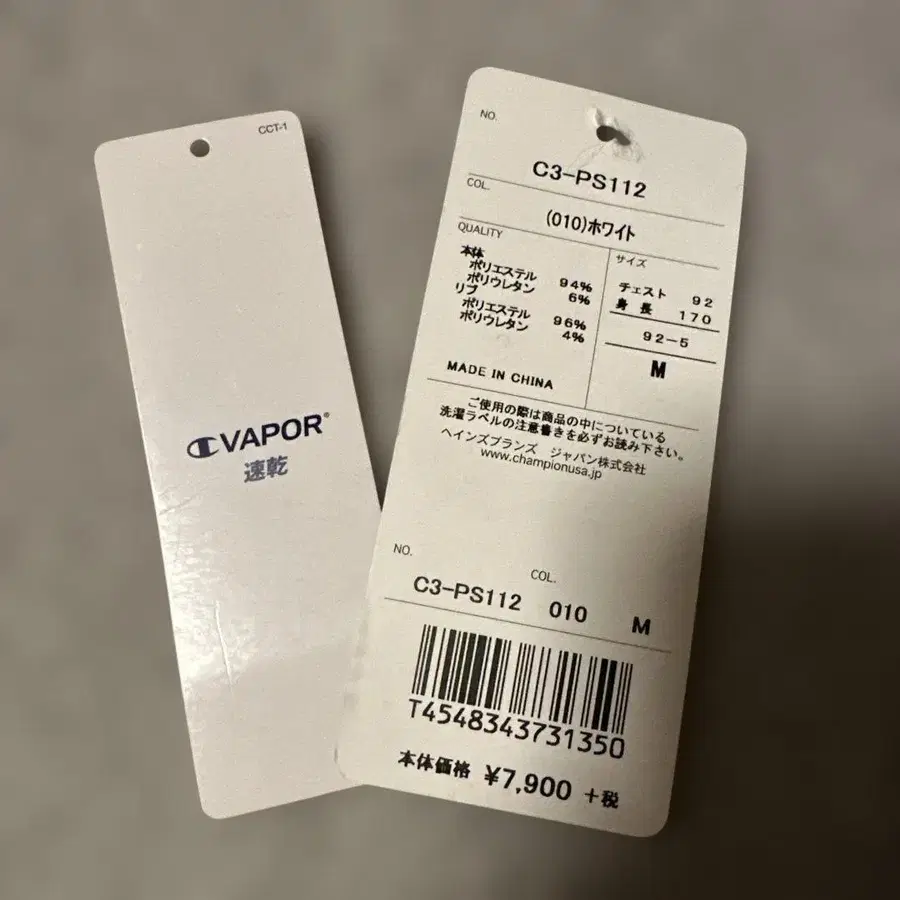 CCT-1
VAPOR®
速乾
NO.
C3-PS112
COL.
(010)ホワイト
QUALITY
本体
ポリエステル 94%
ポリウレタン 6%
リブ
ポリエステル 96%
ポリウレタン 4%
サイズ
チェスト 92
身長 170
92-5
M
MADE IN CHINA
ご使用の際は商品の中についている
洗濯ラベルの注意書きを必ずお読み下さい。
ヘインズブランズ ジャパン株式会社
www.championusa.jp
NO.
COL.
C3-PS112 010 M
T4548343731350
本体価格 ¥7,900 +税